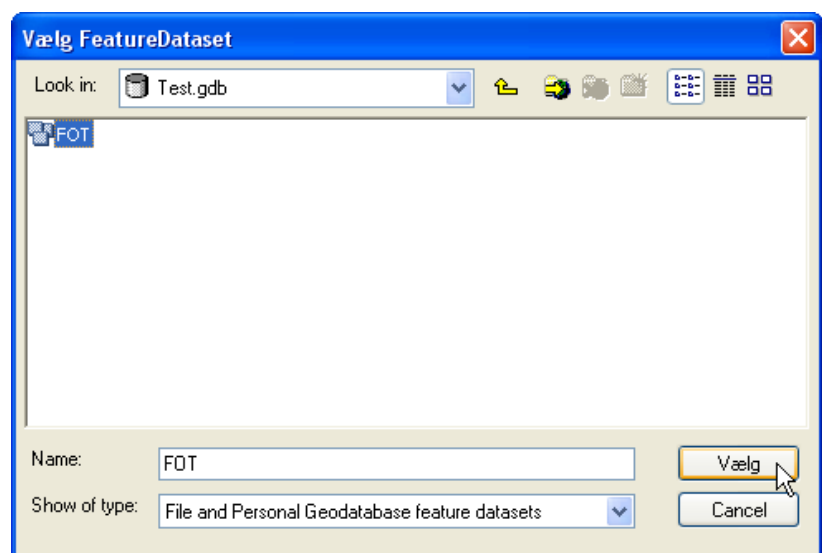 Vælg FeatureDataset
Look in: Test.gdb
FOT
Name: FOT
Vælg
Show of type: File and Personal Geodatabase feature datasets
Cancel